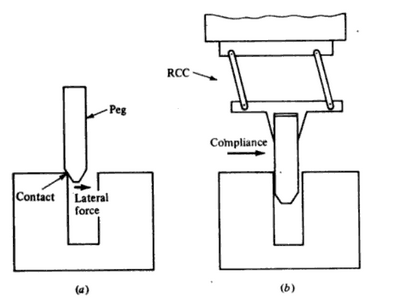 RCC
Peg
Compliance
Contact
Lateral
force
(a)
(b)